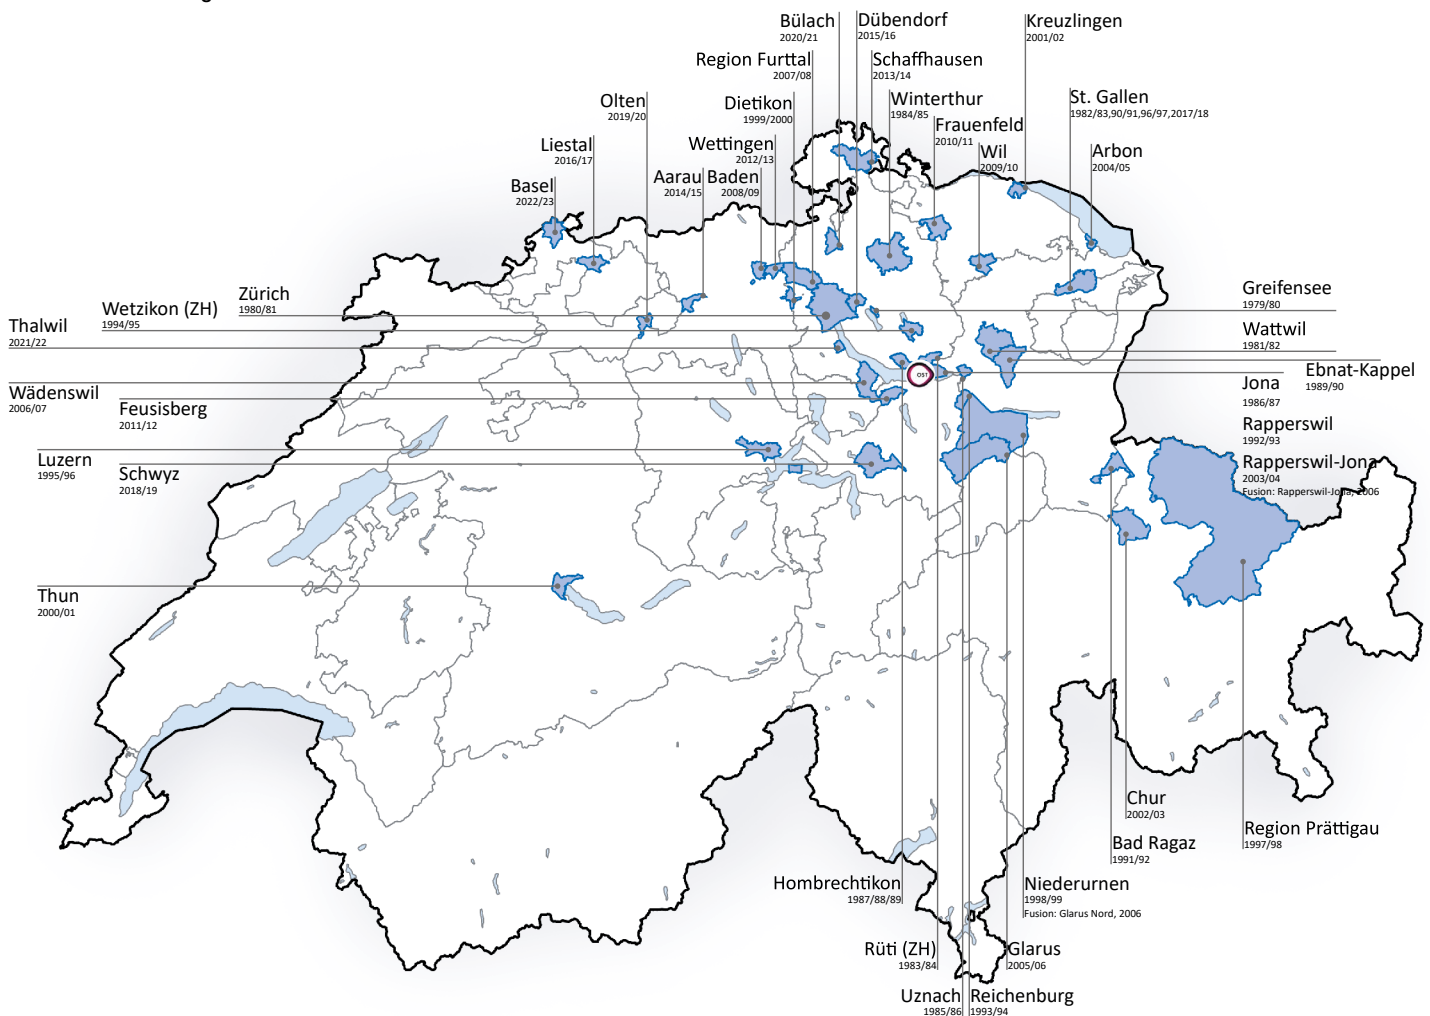 Bülach
2020/21
Dübendorf
2015/16
Kreuzlingen
2001/02
Region Furttal
2007/08
Schaffhausen
2013/14
Olten
2019/20
Dietikon
1999/2000
Winterthur
1984/85
St. Gallen
1982/83,90/91,96/97,2017/18
Frauenfeld
2010/11
Liestal
2016/17
Wettingen
2012/13
Wil
2009/10
Arbon
2004/05
Basel
2022/23
Aarau
2014/15
Baden
2008/09
Zürich
1980/81
Wetzikon (ZH)
1994/95
Thalwil
2021/22
Greifensee
1979/80
Wattwil
1981/82
Ebnat-Kappel
1989/90
OST
Wädenswil
2006/07
Feusisberg
2011/12
Jona
1986/87
Rapperswil
1992/93
Rapperswil-Jona
2003/04
Fusion: Rapperswil-Jona, 2006
Luzern
1995/96
Schwyz
2018/19
Thun
2000/01
Chur
2002/03
Bad Ragaz
1991/92
Region Prättigau
1997/98
Hombrechtikon
1987/88/89
Niederurnen
1998/99
Fusion: Glarus Nord, 2006
Rüti (ZH)
1983/84
Glarus
2005/06
Uznach
1985/86
Reichenburg
1993/94